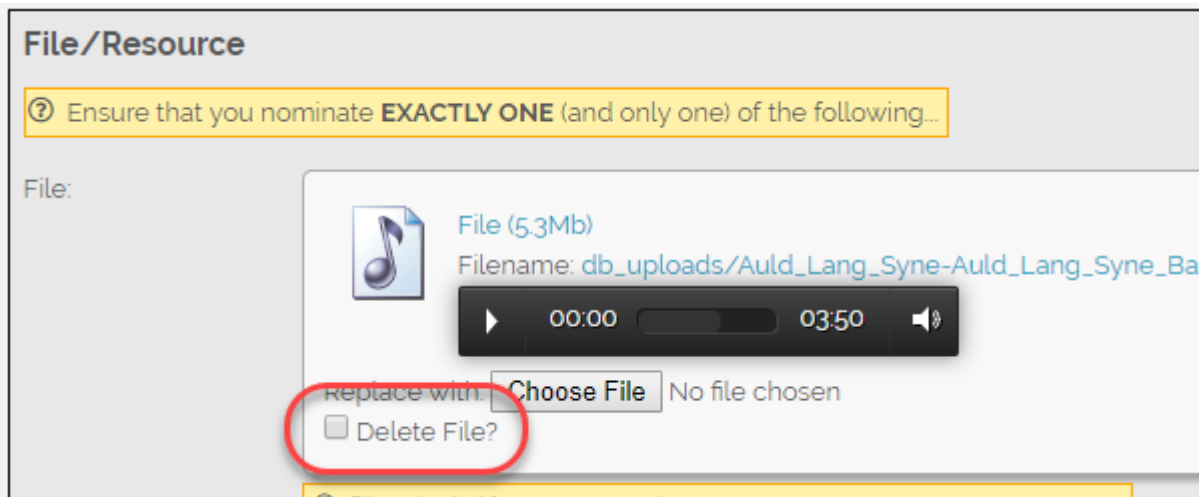 File/Resource
Ensure that you nominate EXACTLY ONE (and only one) of the following...
File:
File (5.3Mb)
Filename: db_uploads/Auld_Lang_Syne-Auld_Lang_Syne_Ba
00:00 03:50
Replace with: Choose File No file chosen
Delete File?